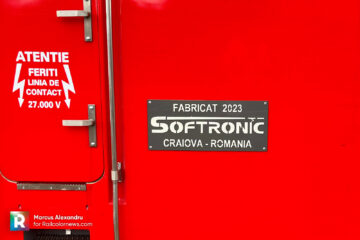 ATENTIE
FERITI
LINIA DE
CONTACT
27.000 V
FABRICAT 2023
SOFTRONIC
CRAIOVA - ROMANIA
R
Marcus Alexandru
for Railcolornews.com